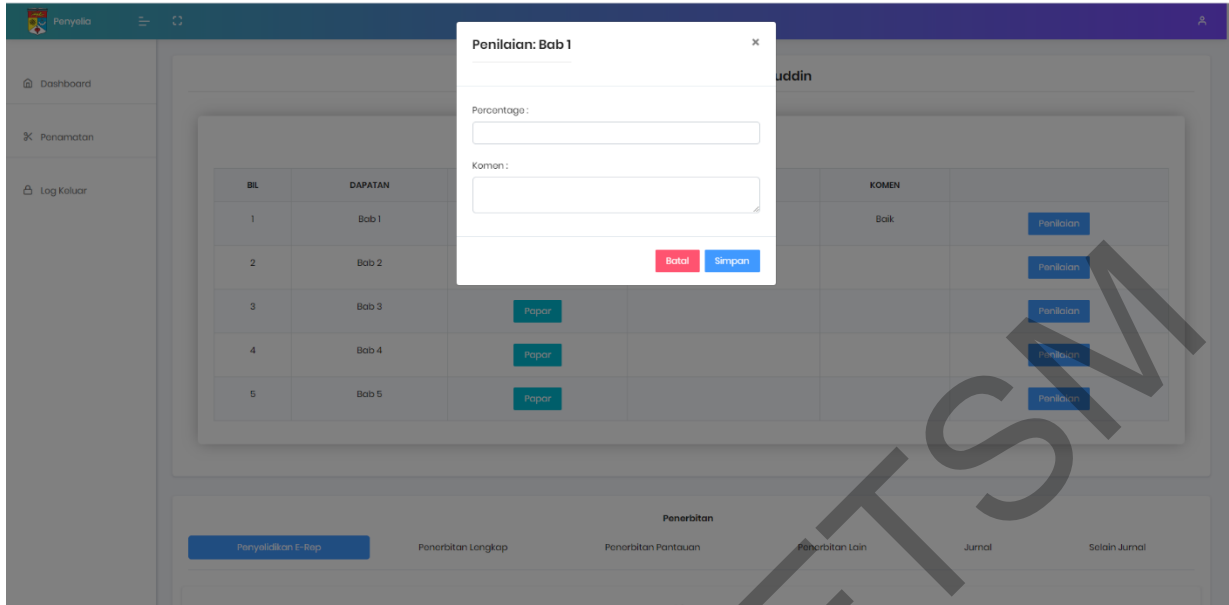 Penyelia
Penilaian: Bab 1 ×
uddin
Dashboard
Penamatan
Log Keluar
Percentage :
Komen :
Batal Simpan
BIL DAPATAN KOMEN
1 Bab 1 Baik Penilaian
2 Bab 2 Penilaian
3 Bab 3 Papar Penilaian
4 Bab 4 Papar Penilaian
5 Bab 5 Papar Penilaian
Penerbitan
Penyelidikan E-Rep Penerbitan Lengkap Penerbitan Pantauan Penerbitan Lain Jurnal Selain Jurnal
FTSM